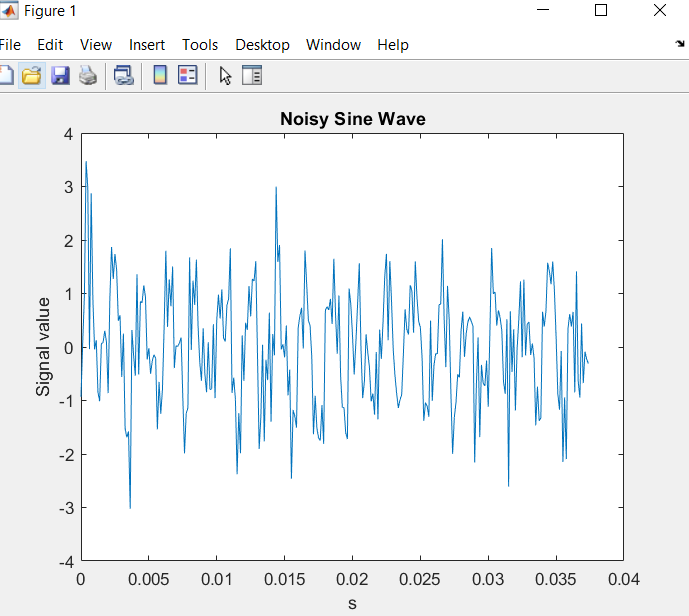 Figure 1
File Edit View Insert Tools Desktop Window Help
Noisy Sine Wave
4
3
2
1
0
-1
-2
-3
-4
Signal value
0 0.005 0.01 0.015 0.02 0.025 0.03 0.035 0.04
s